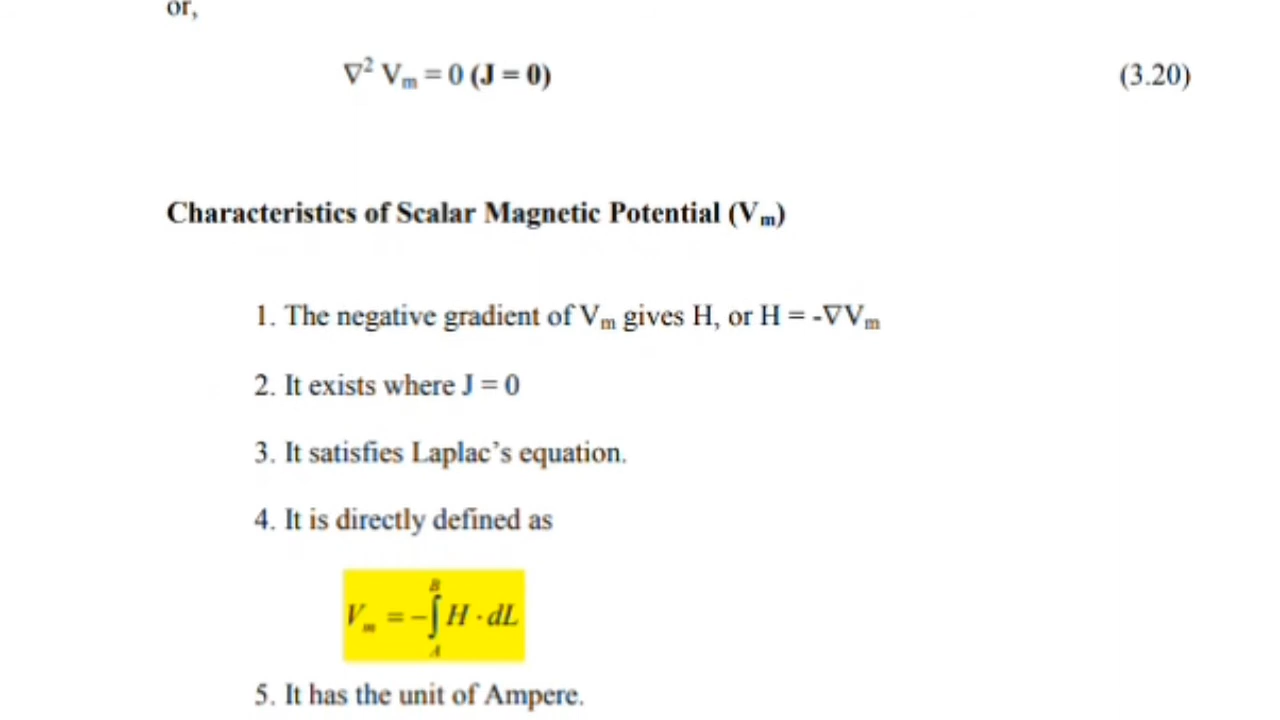 or,
∇² Vₘ = 0 (J = 0) (3.20)
Characteristics of Scalar Magnetic Potential (Vₘ)
1. The negative gradient of Vₘ gives H, or H = -∇Vₘ
2. It exists where J = 0
3. It satisfies Laplac’s equation.
4. It is directly defined as
Vₘ = -∫ₐᴮ H · dL
5. It has the unit of Ampere.